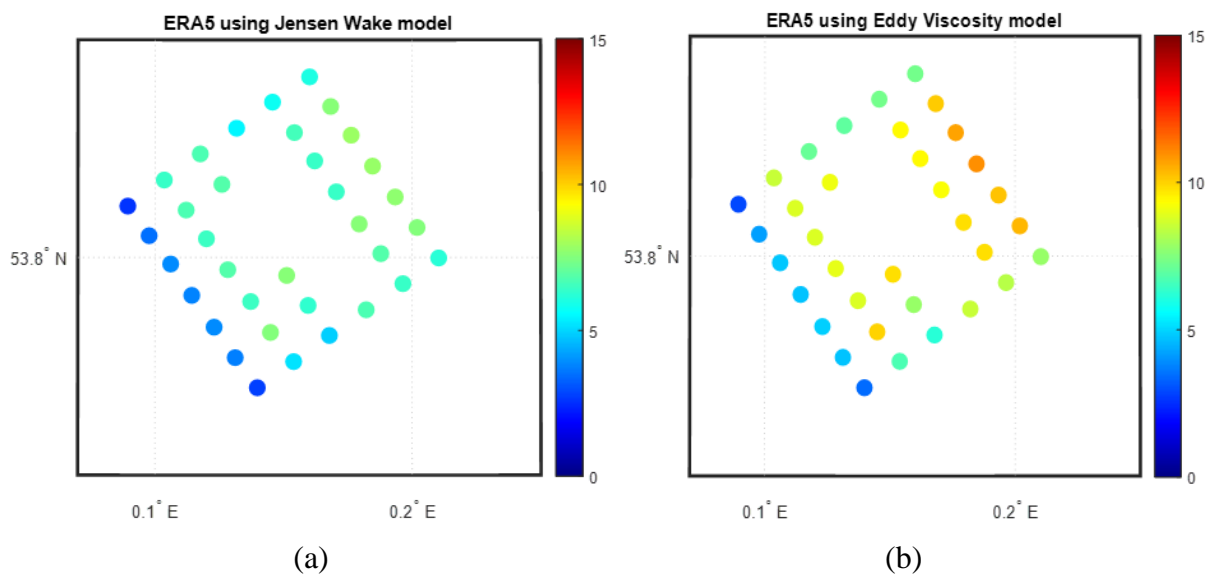 ERA5 using Jensen Wake model
15
10
5
0
53.8° N
0.1° E
0.2° E
(a)
ERA5 using Eddy Viscosity model
15
10
5
0
53.8° N
0.1° E
0.2° E
(b)